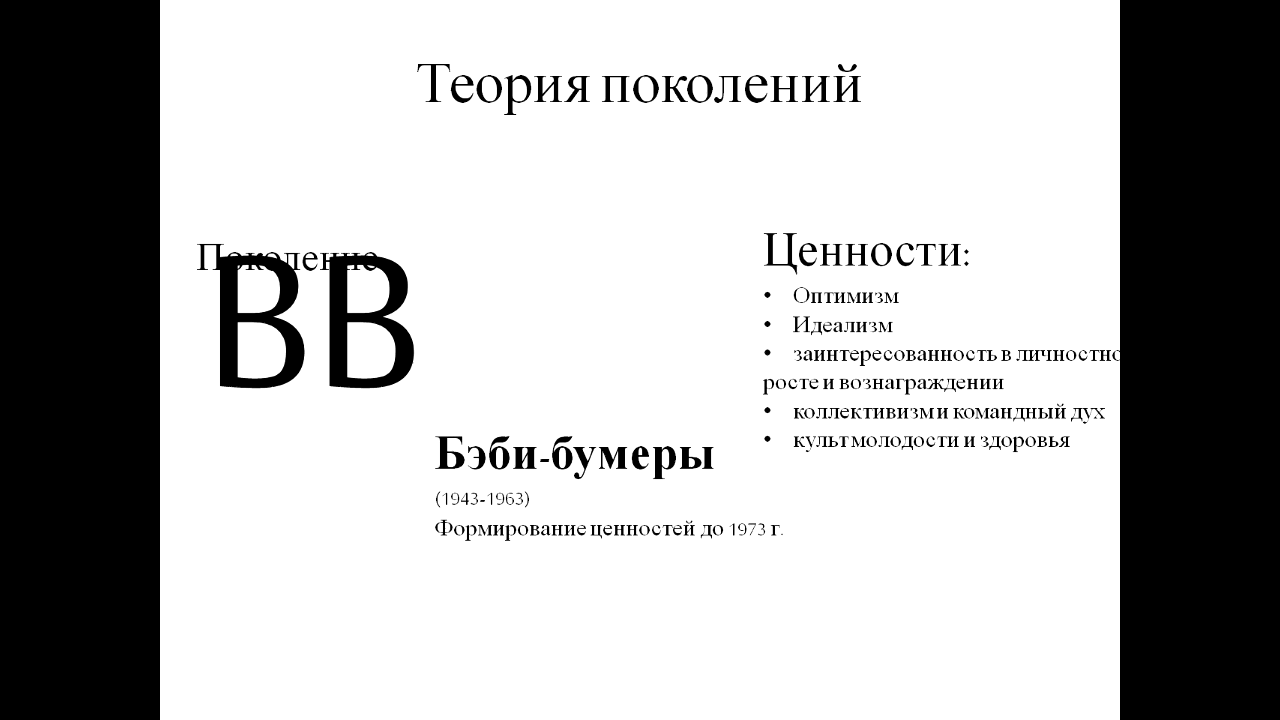 Теория поколений
Поколение
BB
Ценности:
• Оптимизм
• Идеализм
• заинтересованность в личностно
росте и вознаграждении
• коллективизм и командный дух
• культ молодости и здоровья
Бэби-бумеры
(1943-1963)
Формирование ценностей до 1973 г.